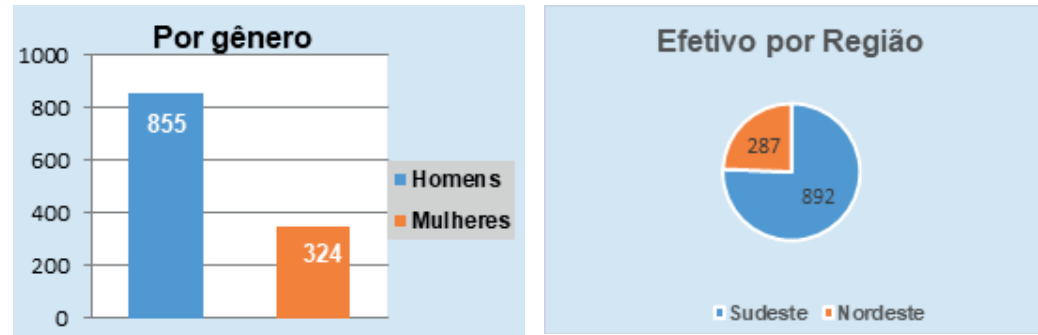 Por gênero
1000
800
600
400
200
0
855
324
Homens
Mulheres
Efetivo por Região
287
892
Sudeste Nordeste